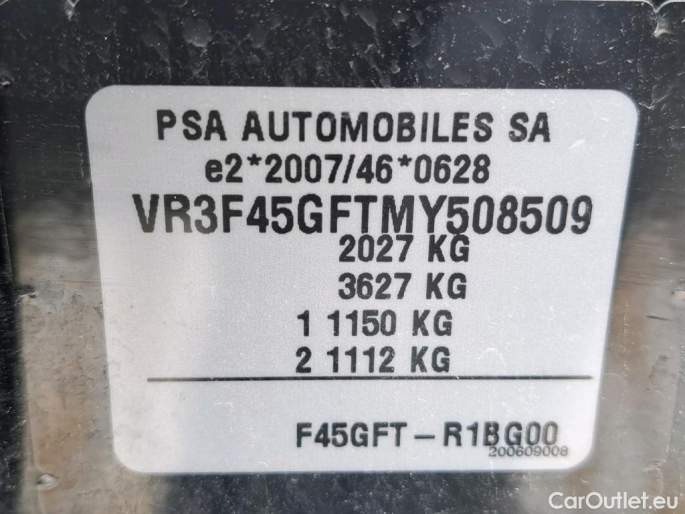 PSA AUTOMOBILES SA
e2*2007/46*0628
VR3F45GFTMY508509
2027 KG
3627 KG
1 1150 KG
2 1112 KG
F45GFT – R1BG00
200609008
CarOutlet.eu